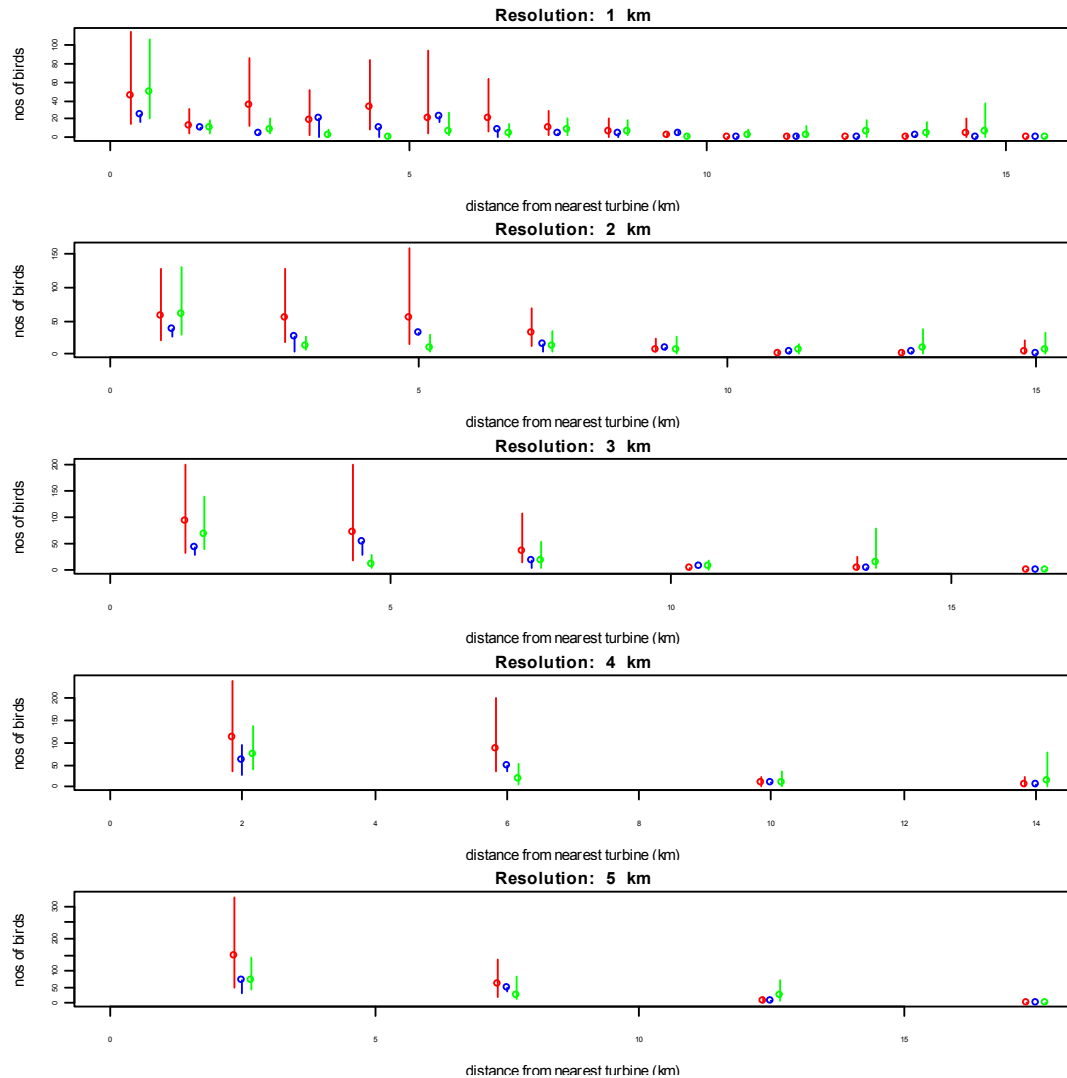 Resolution: 1 km
nos of birds
0 20 40 60 80 100
0 5 10 15
distance from nearest turbine (km)
Resolution: 2 km
nos of birds
0 50 100 150
0 5 10 15
distance from nearest turbine (km)
Resolution: 3 km
nos of birds
0 50 100 150 200
0 5 10 15
distance from nearest turbine (km)
Resolution: 4 km
nos of birds
0 50 100 150 200
0 2 4 6 10 12 14
distance from nearest turbine (km)
Resolution: 5 km
nos of birds
0 50 100 200 300
0 5 10 15
distance from nearest turbine (km)